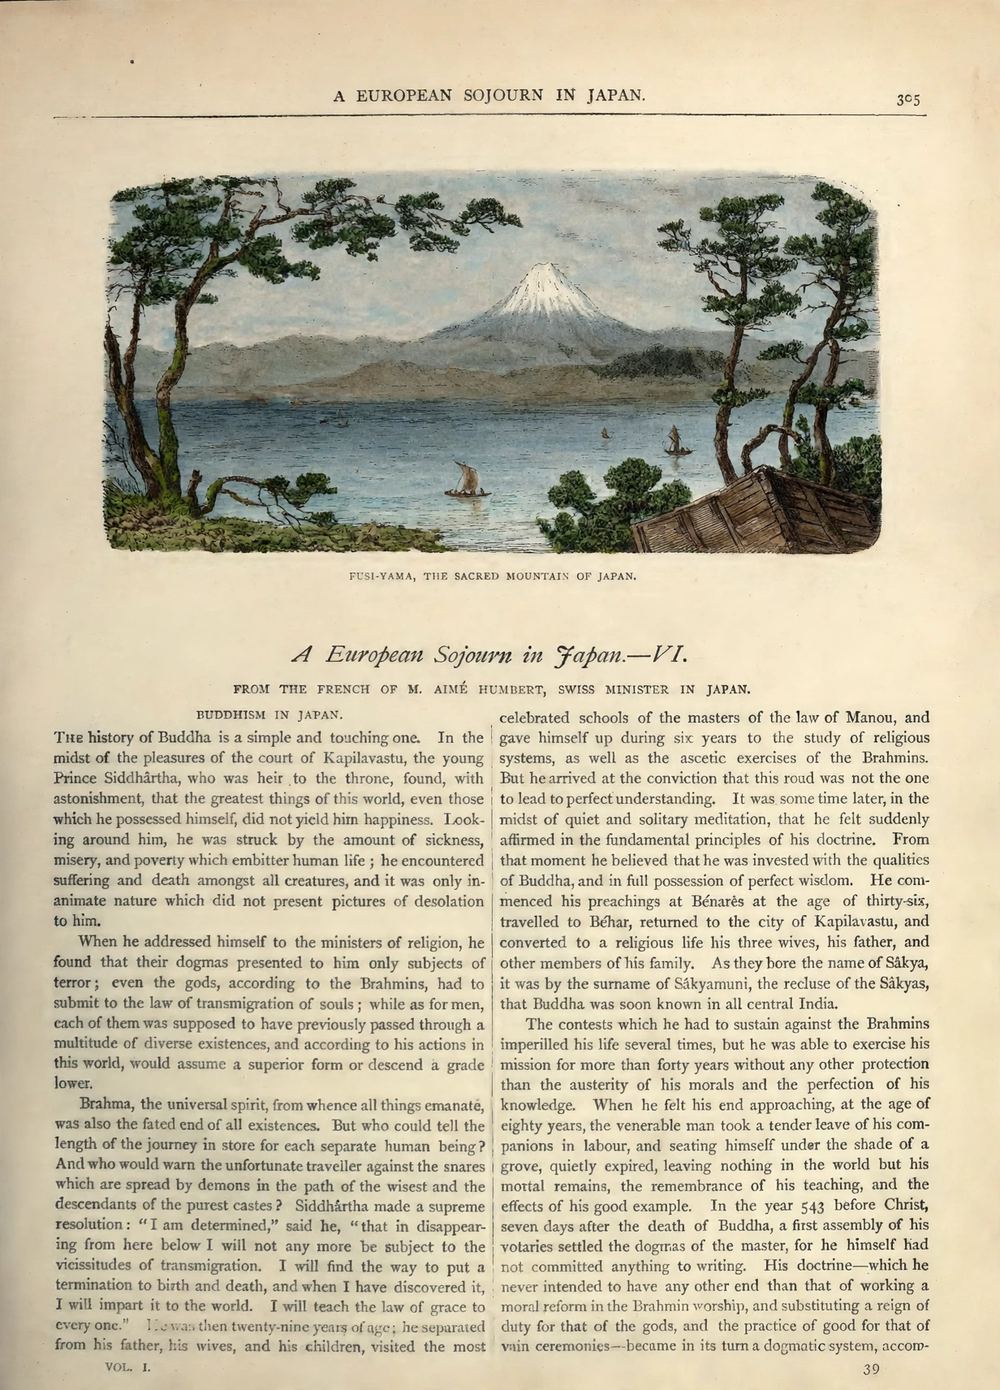 A EUROPEAN SOJOURN IN JAPAN.
305
FUSI-YAMA, THE SACRED MOUNTAIN OF JAPAN.
A European Sojourn in Japan.—VI.
FROM THE FRENCH OF M. AIMÉ HUMBERT, SWISS MINISTER IN JAPAN.
BUDDHISM IN JAPAN.
THE history of Buddha is a simple and touching one. In the
midst of the pleasures of the court of Kapilavastu, the young
Prince Siddhârtha, who was heir to the throne, found, with
astonishment, that the greatest things of this world, even those
which he possessed himself, did not yield him happiness. Look-
ing around him, he was struck by the amount of sickness,
misery, and poverty which embitter human life ; he encountered
suffering and death amongst all creatures, and it was only in-
animate nature which did not present pictures of desolation
to him.
When he addressed himself to the ministers of religion, he
found that their dogmas presented to him only subjects of
terror ; even the gods, according to the Brahmins, had to
submit to the law of transmigration of souls ; while as for men,
each of them was supposed to have previously passed through a
multitude of diverse existences, and according to his actions in
this world, would assume a superior form or descend a grade
lower.
Brahma, the universal spirit, from whence all things emanate,
was also the fated end of all existences. But who could tell the
length of the journey in store for each separate human being ?
And who would warn the unfortunate traveller against the snares
which are spread by demons in the path of the wisest and the
descendants of the purest castes ? Siddhârtha made a supreme
resolution : “I am determined,” said he, “that in disappear-
ing from here below I will not any more be subject to the
vicissitudes of transmigration. I will find the way to put a
termination to birth and death, and when I have discovered it,
I will impart it to the world. I will teach the law of grace to
every one.” He was then twenty-nine years of age ; he separated
from his father, his wives, and his children, visited the most
celebrated schools of the masters of the law of Manou, and
gave himself up during six years to the study of religious
systems, as well as the ascetic exercises of the Brahmins.
But he arrived at the conviction that this road was not the one
to lead to perfect understanding. It was some time later, in the
midst of quiet and solitary meditation, that he felt suddenly
affirmed in the fundamental principles of his doctrine. From
that moment he believed that he was invested with the qualities
of Buddha, and in full possession of perfect wisdom. He com-
menced his preachings at Bénarês at the age of thirty-six,
travelled to Béhar, returned to the city of Kapilavastu, and
converted to a religious life his three wives, his father, and
other members of his family. As they bore the name of Sâkya,
it was by the surname of Sâkyamuni, the recluse of the Sâkyas,
that Buddha was soon known in all central India.
The contests which he had to sustain against the Brahmins
imperilled his life several times, but he was able to exercise his
mission for more than forty years without any other protection
than the austerity of his morals and the perfection of his
knowledge. When he felt his end approaching, at the age of
eighty years, the venerable man took a tender leave of his com-
panions in labour, and seating himself under the shade of a
grove, quietly expired, leaving nothing in the world but his
mortal remains, the remembrance of his teaching, and the
effects of his good example. In the year 543 before Christ,
seven days after the death of Buddha, a first assembly of his
votaries settled the dogmas of the master, for he himself had
not committed anything to writing. His doctrine—which he
never intended to have any other end than that of working a
moral reform in the Brahmin worship, and substituting a reign of
duty for that of the gods, and the practice of good for that of
vain ceremonies—became in its turn a dogmatic system, accom-
VOL. I.
39